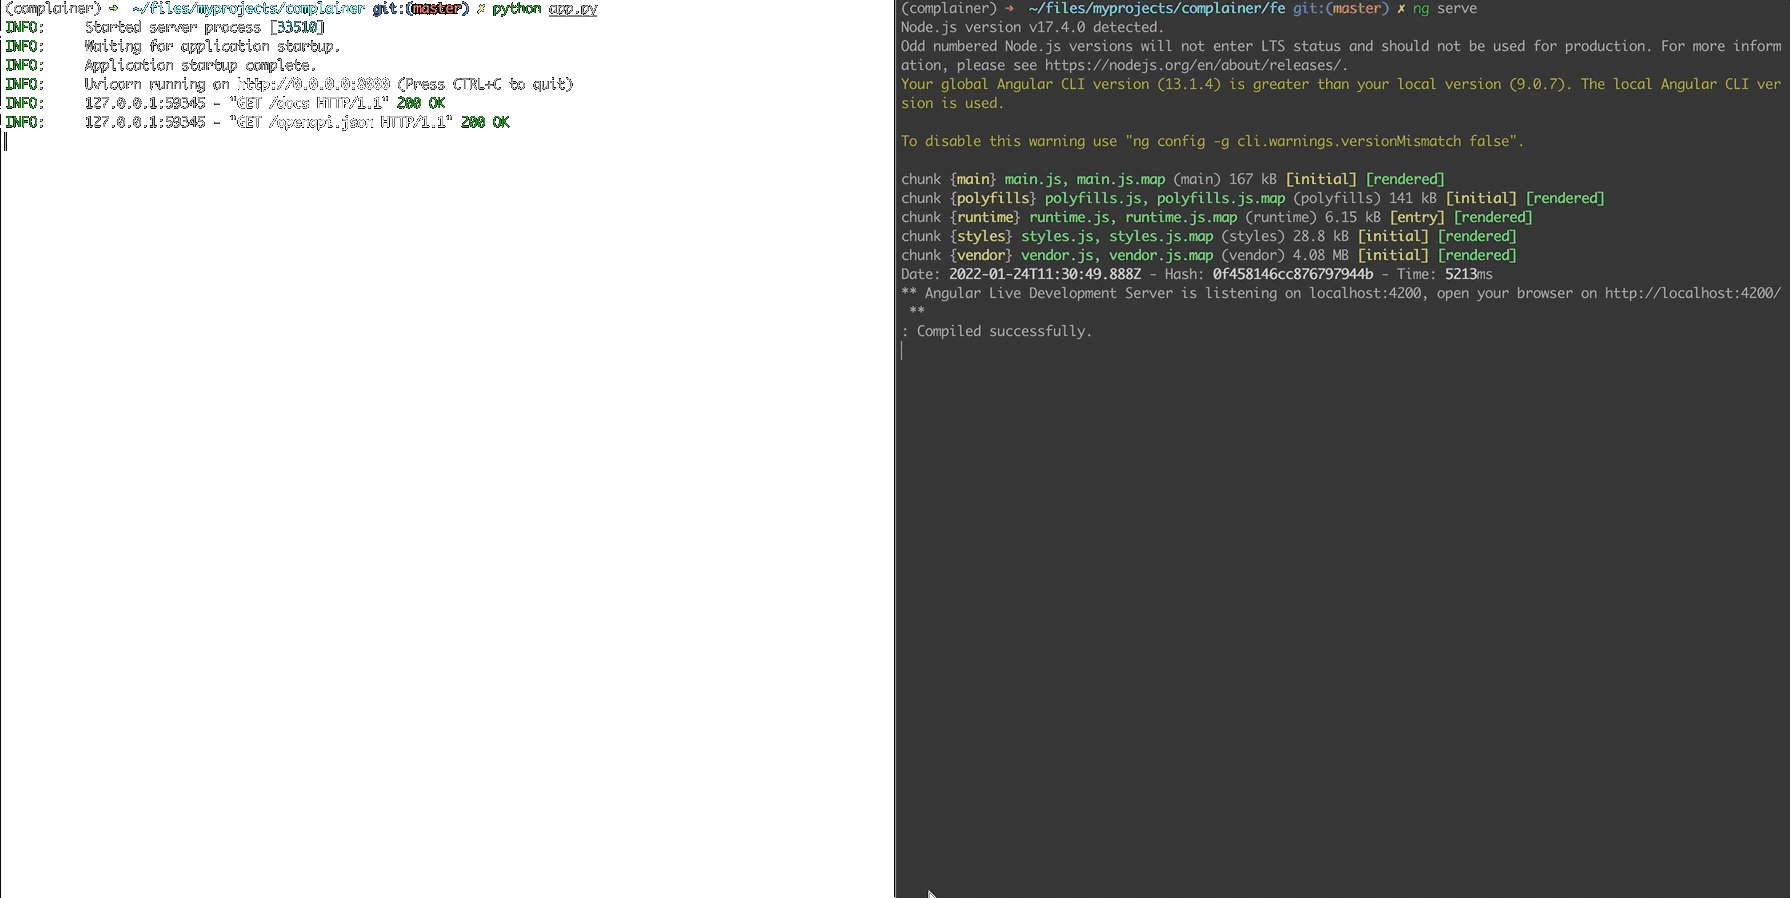 (complainer) ➜  ~/files/myprojects/complainer git:(master) ✗ python app.py
INFO:     Started server process [33510]
INFO:     Waiting for application startup.
INFO:     Application startup complete.
INFO:     Uvicorn running on http://0.0.0.0:8000 (Press CTRL+C to quit)
INFO:     127.0.0.1:59345 - "GET /docs HTTP/1.1" 200 OK
INFO:     127.0.0.1:59345 - "GET /openapi.json HTTP/1.1" 200 OK
(complainer) ➜  ~/files/myprojects/complainer/fe git:(master) ✗ ng serve
Node.js version v17.4.0 detected.
Odd numbered Node.js versions will not enter LTS status and should not be used for production. For more inform
ation, please see https://nodejs.org/en/about/releases/.
Your global Angular CLI version (13.1.4) is greater than your local version (9.0.7). The local Angular CLI ver
sion is used.
To disable this warning use "ng config -g cli.warnings.versionMismatch false".
chunk {main} main.js, main.js.map (main) 167 kB [initial] [rendered]
chunk {polyfills} polyfills.js, polyfills.js.map (polyfills) 141 kB [initial] [rendered]
chunk {runtime} runtime.js, runtime.js.map (runtime) 6.15 kB [entry] [rendered]
chunk {styles} styles.js, styles.js.map (styles) 28.8 kB [initial] [rendered]
chunk {vendor} vendor.js, vendor.js.map (vendor) 4.08 MB [initial] [rendered]
Date: 2022-01-24T11:30:49.888Z - Hash: 0f458146cc876797944b - Time: 5213ms
** Angular Live Development Server is listening on localhost:4200, open your browser on http://localhost:4200/
 **
: Compiled successfully.